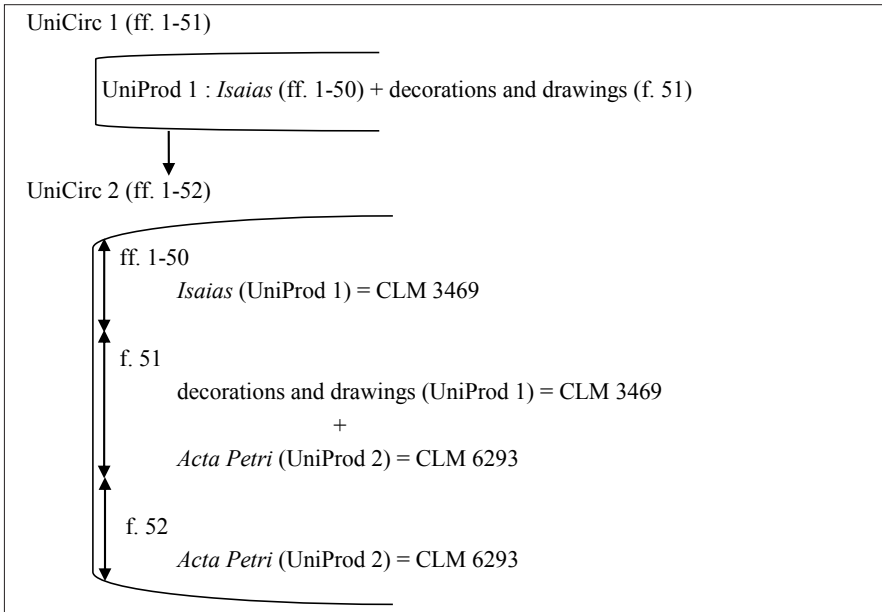 UniCirc 1 (ff. 1-51)
UniProd 1 : Isaias (ff. 1-50) + decorations and drawings (f. 51)
UniCirc 2 (ff. 1-52)
ff. 1-50
Isaias (UniProd 1) = CLM 3469
f. 51
decorations and drawings (UniProd 1) = CLM 3469
+
Acta Petri (UniProd 2) = CLM 6293
f. 52
Acta Petri (UniProd 2) = CLM 6293